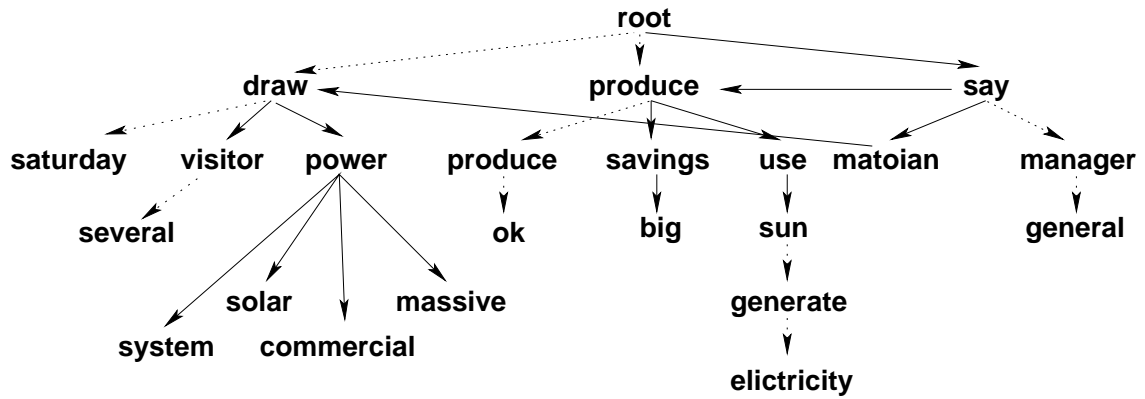 root
draw produce say
saturday visitor power produce savings use matoian manager
several ok big sun general
solar massive generate
system commercial
elictricity